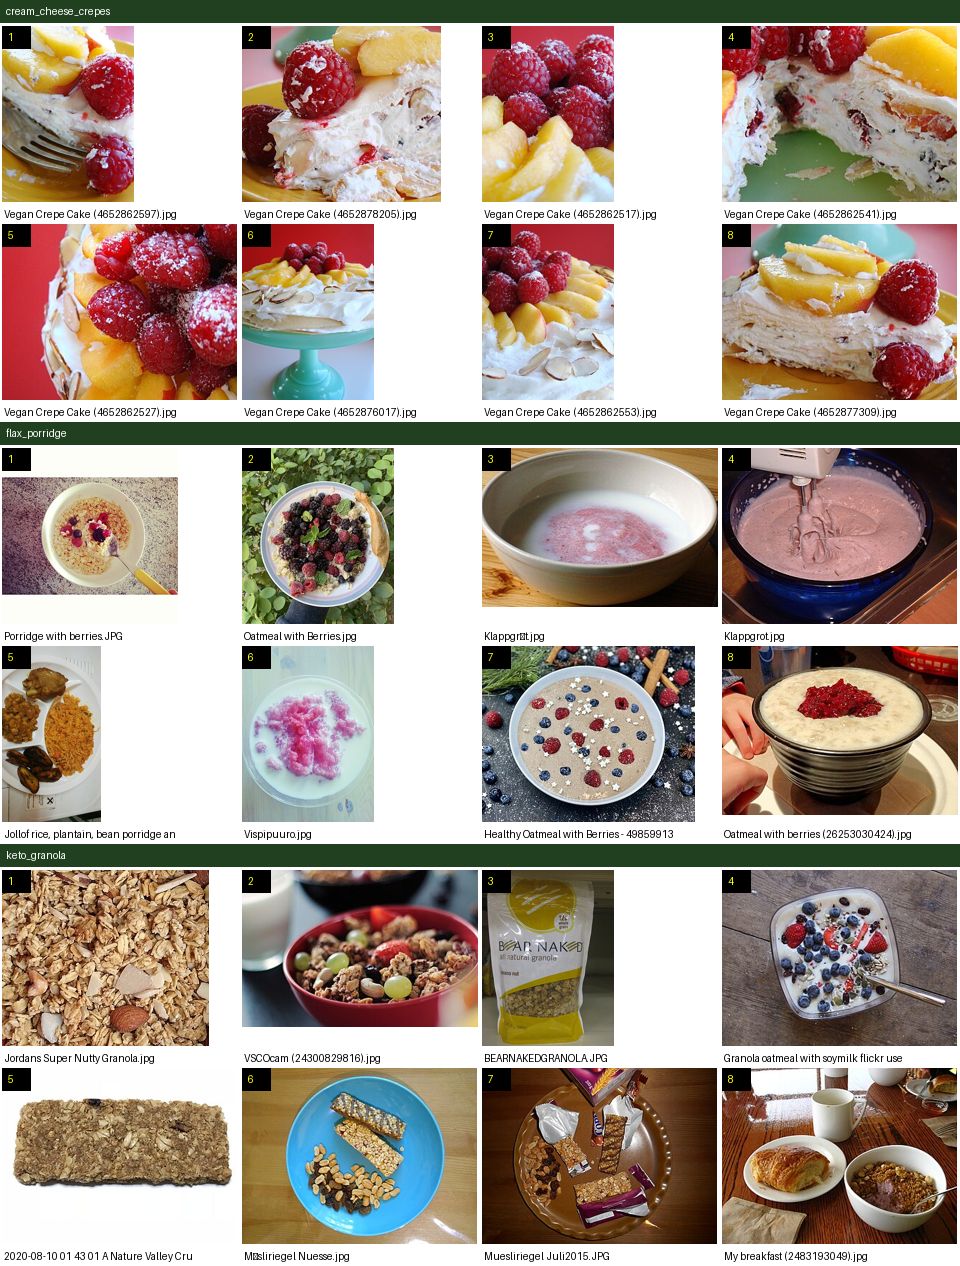 cream_cheese_crepes
1
2
3
4
Vegan Crepe Cake (4652862597).jpg
Vegan Crepe Cake (4652878205).jpg
Vegan Crepe Cake (4652862517).jpg
Vegan Crepe Cake (4652862541).jpg
5
6
7
8
Vegan Crepe Cake (4652862527).jpg
Vegan Crepe Cake (4652876017).jpg
Vegan Crepe Cake (4652862553).jpg
Vegan Crepe Cake (4652877309).jpg
flax_porridge
1
2
3
4
Porridge with berries.JPG
Oatmeal with Berries.jpg
Klappgr t.jpg
Klappgrot.jpg
5
6
7
8
Jollof rice, plantain, bean porridge an
Vispipuuro.jpg
Healthy Oatmeal with Berries - 49859913
Oatmeal with berries (26253030424).jpg
keto_granola
1
2
3
4
BEAR NAKED
all natural granola
Jordans Super Nutty Granola.jpg
VSCOcam (24300829816).jpg
BEARNAKEDGRANOLA.JPG
Granola oatmeal with soymilk flickr use
5
6
7
8
2020-08-10 01 43 01 A Nature Valley Cru
M sliriegel Nuesse.jpg
Muesliriegel Juli2015.JPG
My breakfast (2483193049).jpg